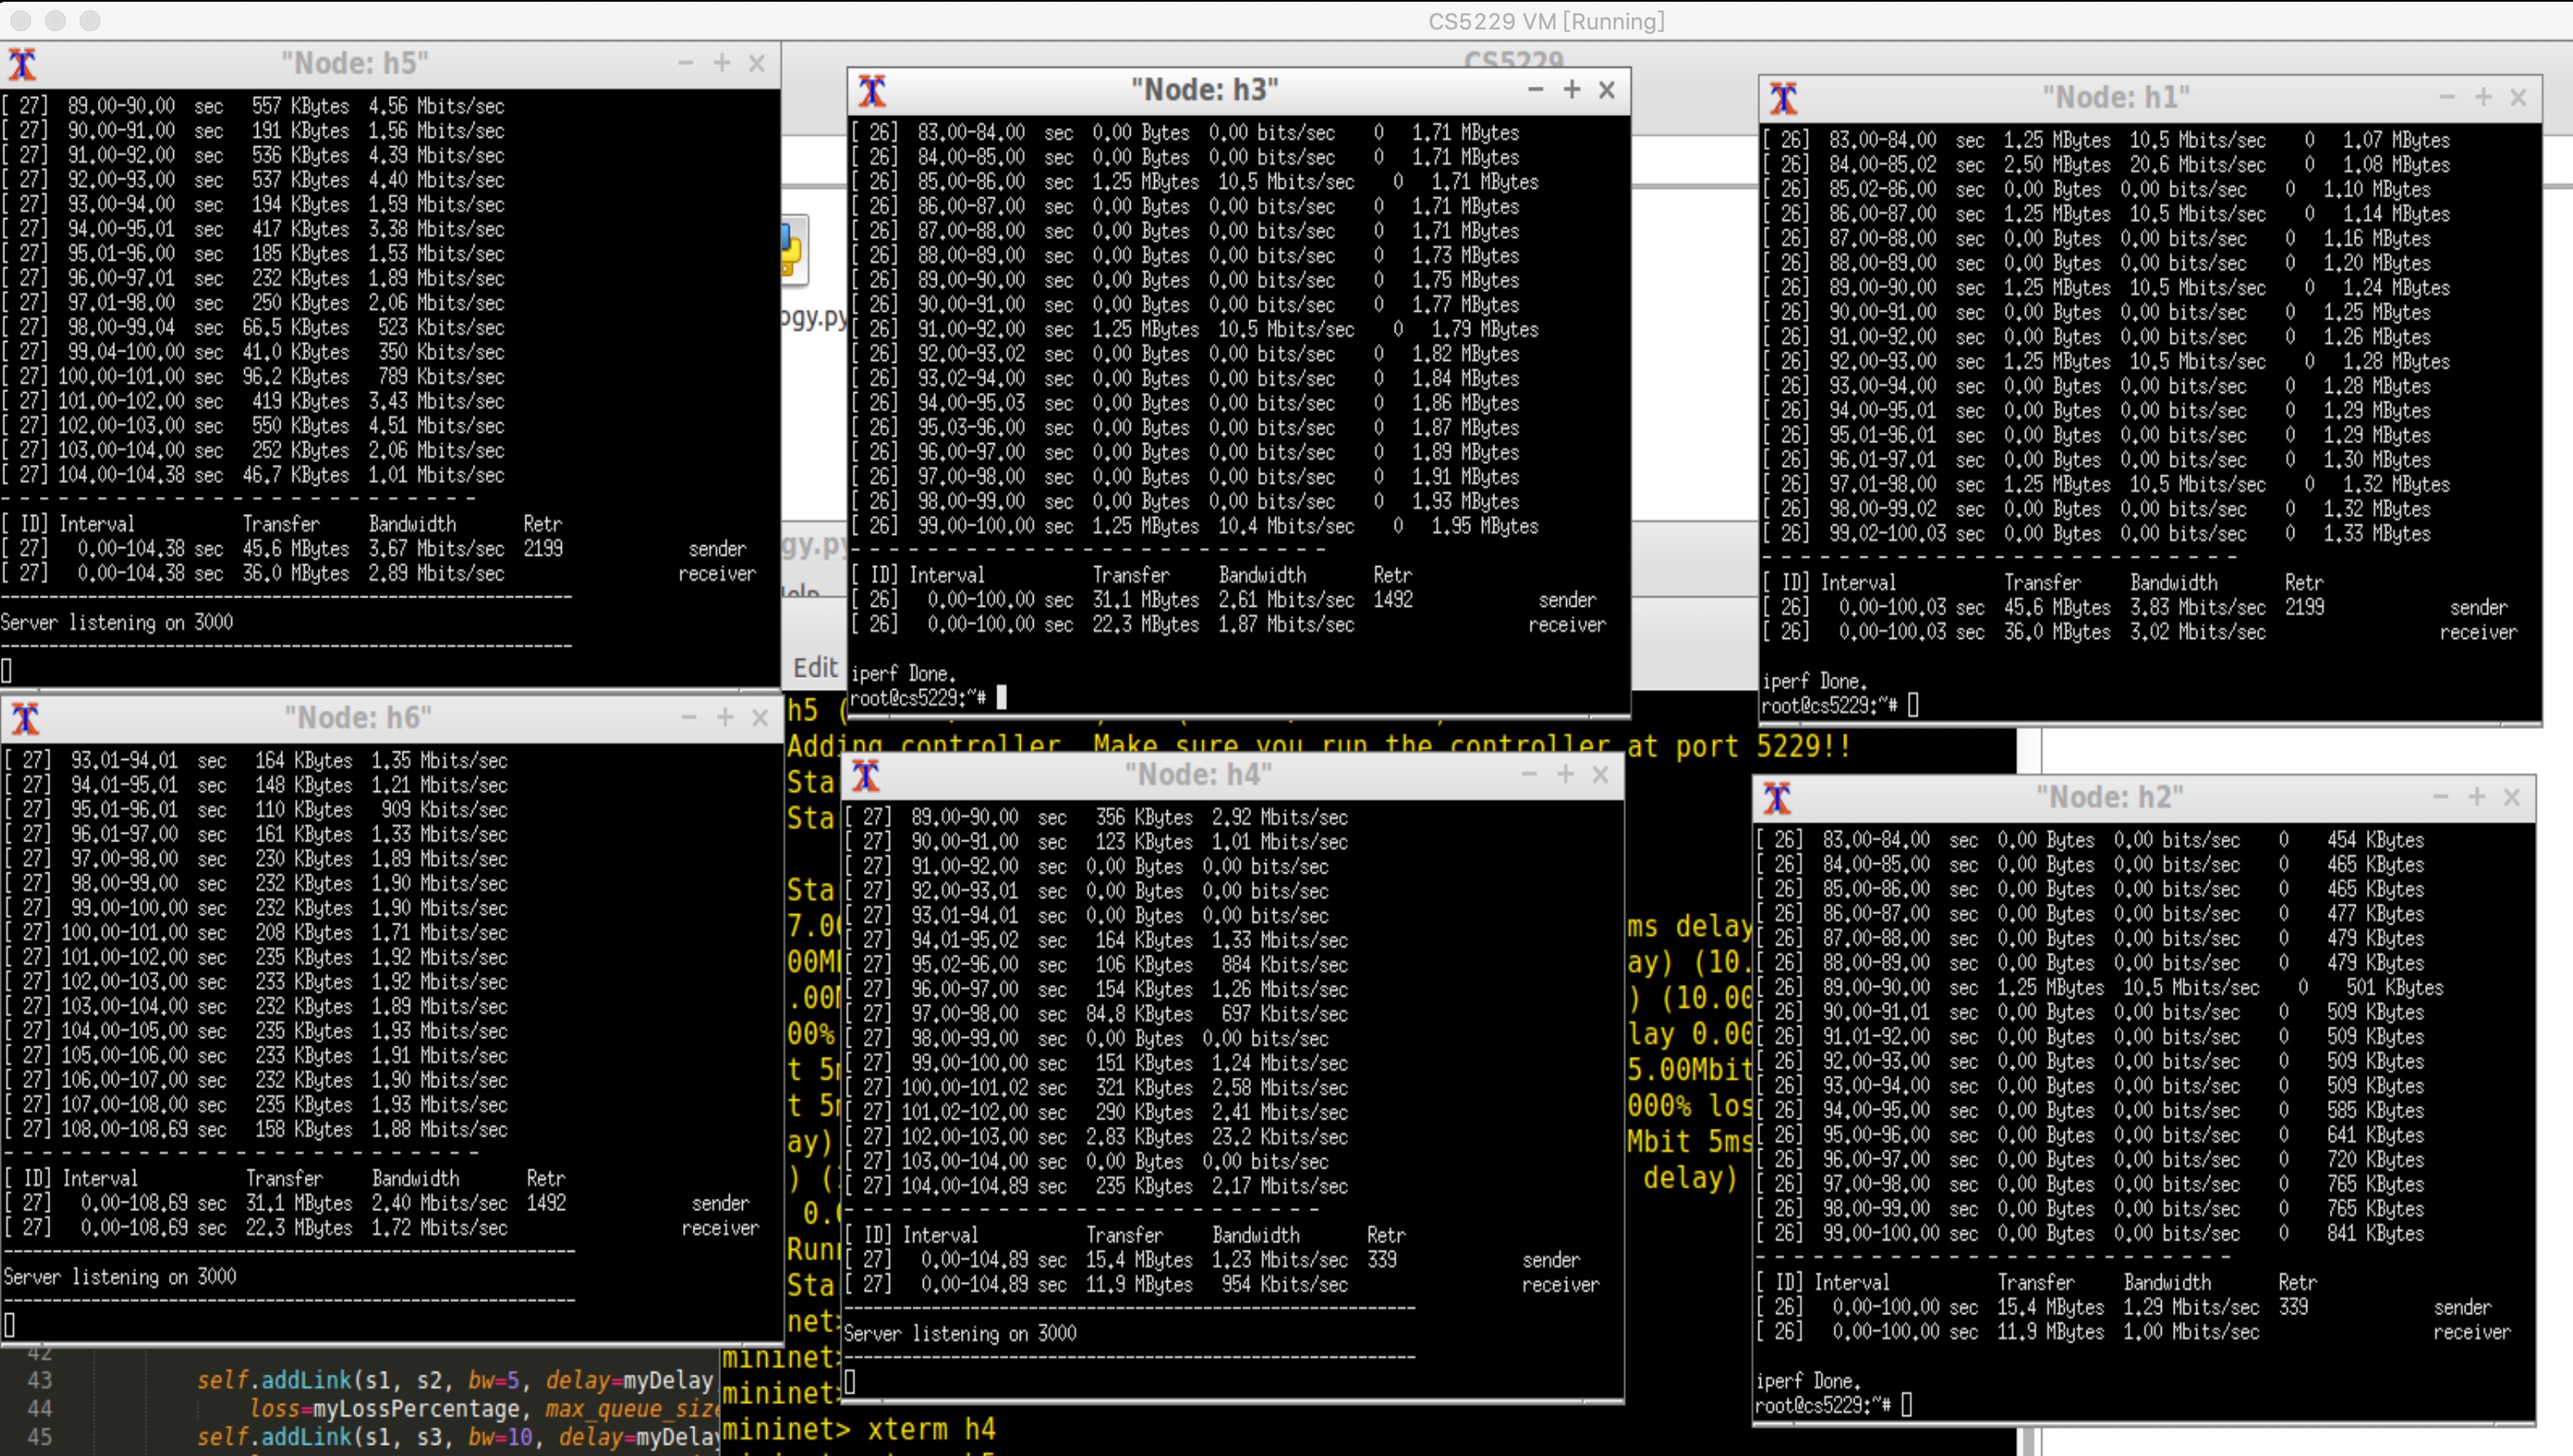 CS5229 VM [Running]
CS5229
"Node: h5"
[ 27]  89.00-90.00  sec   557 KBytes  4.56 Mbits/sec
[ 27]  90.00-91.00  sec   191 KBytes  1.56 Mbits/sec
[ 27]  91.00-92.00  sec   536 KBytes  4.39 Mbits/sec
[ 27]  92.00-93.00  sec   537 KBytes  4.40 Mbits/sec
[ 27]  93.00-94.00  sec   194 KBytes  1.59 Mbits/sec
[ 27]  94.00-95.01  sec   417 KBytes  3.38 Mbits/sec
[ 27]  95.01-96.00  sec   185 KBytes  1.53 Mbits/sec
[ 27]  96.00-97.01  sec   232 KBytes  1.89 Mbits/sec
[ 27]  97.01-98.00  sec   250 KBytes  2.06 Mbits/sec
[ 27]  98.00-99.04  sec  66.5 KBytes   523 Kbits/sec
[ 27]  99.04-100.00 sec  41.0 KBytes   350 Kbits/sec
[ 27] 100.00-101.00 sec  96.2 KBytes   789 Kbits/sec
[ 27] 101.00-102.00 sec   419 KBytes  3.43 Mbits/sec
[ 27] 102.00-103.00 sec   550 KBytes  4.51 Mbits/sec
[ 27] 103.00-104.00 sec   252 KBytes  2.06 Mbits/sec
[ 27] 104.00-104.38 sec  46.7 KBytes  1.01 Mbits/sec
- - - - - - - - - - - - - - - - - - - - - - - - -
[ ID] Interval           Transfer     Bandwidth       Retr
[ 27]   0.00-104.38 sec  45.6 MBytes  3.67 Mbits/sec  2199             sender
[ 27]   0.00-104.38 sec  36.0 MBytes  2.89 Mbits/sec                  receiver
-----------------------------------------------------------
Server listening on 3000
-----------------------------------------------------------
"Node: h3"
[ 26]  83.00-84.00  sec  0.00 Bytes  0.00 bits/sec    0   1.71 MBytes
[ 26]  84.00-85.00  sec  0.00 Bytes  0.00 bits/sec    0   1.71 MBytes
[ 26]  85.00-86.00  sec  1.25 MBytes  10.5 Mbits/sec    0   1.71 MBytes
[ 26]  86.00-87.00  sec  0.00 Bytes  0.00 bits/sec    0   1.71 MBytes
[ 26]  87.00-88.00  sec  0.00 Bytes  0.00 bits/sec    0   1.71 MBytes
[ 26]  88.00-89.00  sec  0.00 Bytes  0.00 bits/sec    0   1.73 MBytes
[ 26]  89.00-90.00  sec  0.00 Bytes  0.00 bits/sec    0   1.75 MBytes
[ 26]  90.00-91.00  sec  0.00 Bytes  0.00 bits/sec    0   1.77 MBytes
[ 26]  91.00-92.00  sec  1.25 MBytes  10.5 Mbits/sec    0   1.79 MBytes
[ 26]  92.00-93.02  sec  0.00 Bytes  0.00 bits/sec    0   1.82 MBytes
[ 26]  93.02-94.00  sec  0.00 Bytes  0.00 bits/sec    0   1.84 MBytes
[ 26]  94.00-95.03  sec  0.00 Bytes  0.00 bits/sec    0   1.86 MBytes
[ 26]  95.03-96.00  sec  0.00 Bytes  0.00 bits/sec    0   1.87 MBytes
[ 26]  96.00-97.00  sec  0.00 Bytes  0.00 bits/sec    0   1.89 MBytes
[ 26]  97.00-98.00  sec  0.00 Bytes  0.00 bits/sec    0   1.91 MBytes
[ 26]  98.00-99.00  sec  0.00 Bytes  0.00 bits/sec    0   1.93 MBytes
[ 26]  99.00-100.00 sec  1.25 MBytes  10.4 Mbits/sec    0   1.95 MBytes
- - - - - - - - - - - - - - - - - - - - - - - - -
[ ID] Interval           Transfer     Bandwidth       Retr
[ 26]   0.00-100.00 sec  31.1 MBytes  2.61 Mbits/sec  1492             sender
[ 26]   0.00-100.00 sec  22.3 MBytes  1.87 Mbits/sec                  receiver
iperf Done.
root@cs5229:~#
"Node: h1"
[ 26]  83.00-84.00  sec  1.25 MBytes  10.5 Mbits/sec    0   1.07 MBytes
[ 26]  84.00-85.02  sec  2.50 MBytes  20.6 Mbits/sec    0   1.08 MBytes
[ 26]  85.02-86.00  sec  0.00 Bytes  0.00 bits/sec    0   1.10 MBytes
[ 26]  86.00-87.00  sec  1.25 MBytes  10.5 Mbits/sec    0   1.14 MBytes
[ 26]  87.00-88.00  sec  0.00 Bytes  0.00 bits/sec    0   1.16 MBytes
[ 26]  88.00-89.00  sec  0.00 Bytes  0.00 bits/sec    0   1.20 MBytes
[ 26]  89.00-90.00  sec  1.25 MBytes  10.5 Mbits/sec    0   1.24 MBytes
[ 26]  90.00-91.00  sec  0.00 Bytes  0.00 bits/sec    0   1.25 MBytes
[ 26]  91.00-92.00  sec  0.00 Bytes  0.00 bits/sec    0   1.26 MBytes
[ 26]  92.00-93.00  sec  1.25 MBytes  10.5 Mbits/sec    0   1.28 MBytes
[ 26]  93.00-94.00  sec  0.00 Bytes  0.00 bits/sec    0   1.28 MBytes
[ 26]  94.00-95.01  sec  0.00 Bytes  0.00 bits/sec    0   1.29 MBytes
[ 26]  95.01-96.01  sec  0.00 Bytes  0.00 bits/sec    0   1.29 MBytes
[ 26]  96.01-97.01  sec  0.00 Bytes  0.00 bits/sec    0   1.30 MBytes
[ 26]  97.01-98.00  sec  1.25 MBytes  10.5 Mbits/sec    0   1.32 MBytes
[ 26]  98.00-99.02  sec  0.00 Bytes  0.00 bits/sec    0   1.32 MBytes
[ 26]  99.02-100.03 sec  0.00 Bytes  0.00 bits/sec    0   1.33 MBytes
- - - - - - - - - - - - - - - - - - - - - - - - -
[ ID] Interval           Transfer     Bandwidth       Retr
[ 26]   0.00-100.03 sec  45.6 MBytes  3.83 Mbits/sec  2199             sender
[ 26]   0.00-100.03 sec  36.0 MBytes  3.02 Mbits/sec                  receiver
iperf Done.
root@cs5229:~#
ogy.py
gy.py
Help
Edit
"Node: h6"
[ 27]  93.01-94.01  sec   164 KBytes  1.35 Mbits/sec
[ 27]  94.01-95.01  sec   148 KBytes  1.21 Mbits/sec
[ 27]  95.01-96.01  sec   110 KBytes   909 Kbits/sec
[ 27]  96.01-97.00  sec   161 KBytes  1.33 Mbits/sec
[ 27]  97.00-98.00  sec   230 KBytes  1.89 Mbits/sec
[ 27]  98.00-99.00  sec   232 KBytes  1.90 Mbits/sec
[ 27]  99.00-100.00 sec   232 KBytes  1.90 Mbits/sec
[ 27] 100.00-101.00 sec   208 KBytes  1.71 Mbits/sec
[ 27] 101.00-102.00 sec   235 KBytes  1.92 Mbits/sec
[ 27] 102.00-103.00 sec   233 KBytes  1.92 Mbits/sec
[ 27] 103.00-104.00 sec   232 KBytes  1.89 Mbits/sec
[ 27] 104.00-105.00 sec   235 KBytes  1.93 Mbits/sec
[ 27] 105.00-106.00 sec   233 KBytes  1.91 Mbits/sec
[ 27] 106.00-107.00 sec   232 KBytes  1.90 Mbits/sec
[ 27] 107.00-108.00 sec   235 KBytes  1.93 Mbits/sec
[ 27] 108.00-108.69 sec   158 KBytes  1.88 Mbits/sec
- - - - - - - - - - - - - - - - - - - - - - - - -
[ ID] Interval           Transfer     Bandwidth       Retr
[ 27]   0.00-108.69 sec  31.1 MBytes  2.40 Mbits/sec  1492             sender
[ 27]   0.00-108.69 sec  22.3 MBytes  1.72 Mbits/sec                  receiver
-----------------------------------------------------------
Server listening on 3000
-----------------------------------------------------------
h5 (
Adding controller. Make sure you run the controller at port 5229!!
Sta
Sta
Sta
7.00 ms delay
00M ay) (10.
.00 ) (10.00
00% lay 0.00
t 5 5.00Mbit
t 5 000% los
ay) Mbit 5ms
) ( delay)
0.
Runn
Sta
net>
mininet>
mininet>
mininet> xterm h4
"Node: h4"
[ 27]  89.00-90.00  sec   356 KBytes  2.92 Mbits/sec
[ 27]  90.00-91.00  sec   123 KBytes  1.01 Mbits/sec
[ 27]  91.00-92.00  sec  0.00 Bytes  0.00 bits/sec
[ 27]  92.00-93.01  sec  0.00 Bytes  0.00 bits/sec
[ 27]  93.01-94.01  sec  0.00 Bytes  0.00 bits/sec
[ 27]  94.01-95.02  sec   164 KBytes  1.33 Mbits/sec
[ 27]  95.02-96.00  sec   106 KBytes   884 Kbits/sec
[ 27]  96.00-97.00  sec   154 KBytes  1.26 Mbits/sec
[ 27]  97.00-98.00  sec  84.8 KBytes   697 Kbits/sec
[ 27]  98.00-99.00  sec  0.00 Bytes  0.00 bits/sec
[ 27]  99.00-100.00 sec   151 KBytes  1.24 Mbits/sec
[ 27] 100.00-101.02 sec   321 KBytes  2.58 Mbits/sec
[ 27] 101.02-102.00 sec   290 KBytes  2.41 Mbits/sec
[ 27] 102.00-103.00 sec  2.83 KBytes  23.2 Kbits/sec
[ 27] 103.00-104.00 sec  0.00 Bytes  0.00 bits/sec
[ 27] 104.00-104.89 sec   235 KBytes  2.17 Mbits/sec
- - - - - - - - - - - - - - - - - - - - - - - - -
[ ID] Interval           Transfer     Bandwidth       Retr
[ 27]   0.00-104.89 sec  15.4 MBytes  1.23 Mbits/sec  339             sender
[ 27]   0.00-104.89 sec  11.9 MBytes   954 Kbits/sec                  receiver
-----------------------------------------------------------
Server listening on 3000
-----------------------------------------------------------
"Node: h2"
[ 26]  83.00-84.00  sec  0.00 Bytes  0.00 bits/sec    0    454 KBytes
[ 26]  84.00-85.00  sec  0.00 Bytes  0.00 bits/sec    0    465 KBytes
[ 26]  85.00-86.00  sec  0.00 Bytes  0.00 bits/sec    0    465 KBytes
[ 26]  86.00-87.00  sec  0.00 Bytes  0.00 bits/sec    0    477 KBytes
[ 26]  87.00-88.00  sec  0.00 Bytes  0.00 bits/sec    0    479 KBytes
[ 26]  88.00-89.00  sec  0.00 Bytes  0.00 bits/sec    0    479 KBytes
[ 26]  89.00-90.00  sec  1.25 MBytes  10.5 Mbits/sec    0    501 KBytes
[ 26]  90.00-91.01  sec  0.00 Bytes  0.00 bits/sec    0    509 KBytes
[ 26]  91.01-92.00  sec  0.00 Bytes  0.00 bits/sec    0    509 KBytes
[ 26]  92.00-93.00  sec  0.00 Bytes  0.00 bits/sec    0    509 KBytes
[ 26]  93.00-94.00  sec  0.00 Bytes  0.00 bits/sec    0    509 KBytes
[ 26]  94.00-95.00  sec  0.00 Bytes  0.00 bits/sec    0    585 KBytes
[ 26]  95.00-96.00  sec  0.00 Bytes  0.00 bits/sec    0    641 KBytes
[ 26]  96.00-97.00  sec  0.00 Bytes  0.00 bits/sec    0    720 KBytes
[ 26]  97.00-98.00  sec  0.00 Bytes  0.00 bits/sec    0    765 KBytes
[ 26]  98.00-99.00  sec  0.00 Bytes  0.00 bits/sec    0    765 KBytes
[ 26]  99.00-100.00 sec  0.00 Bytes  0.00 bits/sec    0    841 KBytes
- - - - - - - - - - - - - - - - - - - - - - - - -
[ ID] Interval           Transfer     Bandwidth       Retr
[ 26]   0.00-100.00 sec  15.4 MBytes  1.29 Mbits/sec  339             sender
[ 26]   0.00-100.00 sec  11.9 MBytes  1.00 Mbits/sec                  receiver
iperf Done.
root@cs5229:~#
42
43 self.addLink(s1, s2, bw=5, delay=myDelay
44 loss=myLossPercentage, max_queue_size
45 self.addLink(s1, s3, bw=10, delay=myDelay